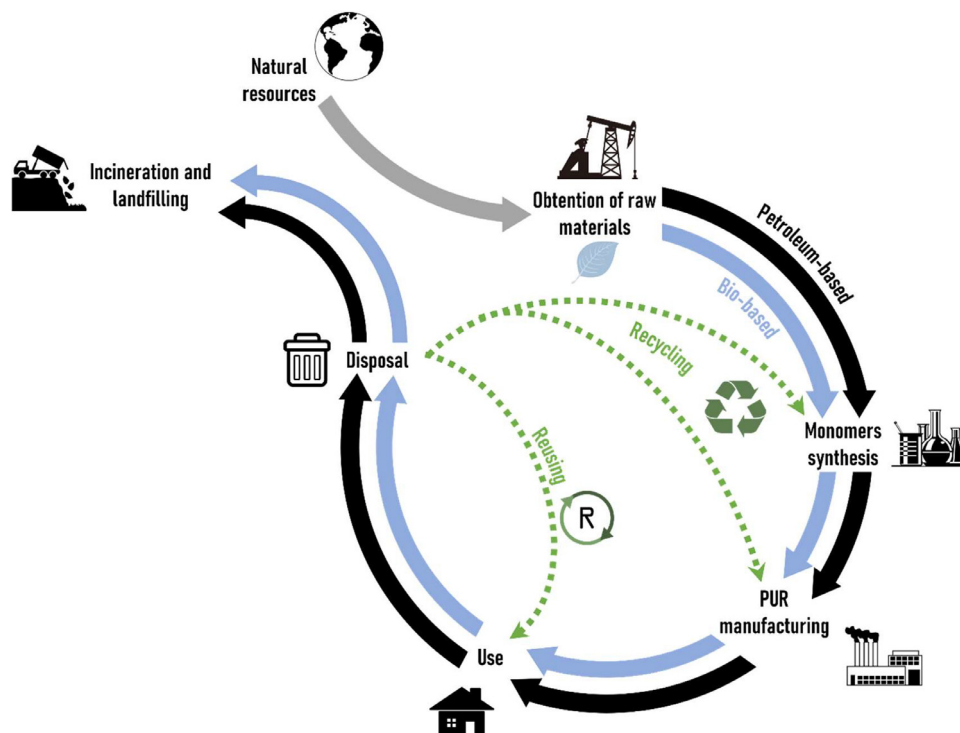 Natural
resources
Incineration and
landfilling
Obtention of raw
materials
Petroleum-based
Bio-based
Recycling
Disposal
Monomers
synthesis
Reusing
R
PUR
manufacturing
Use